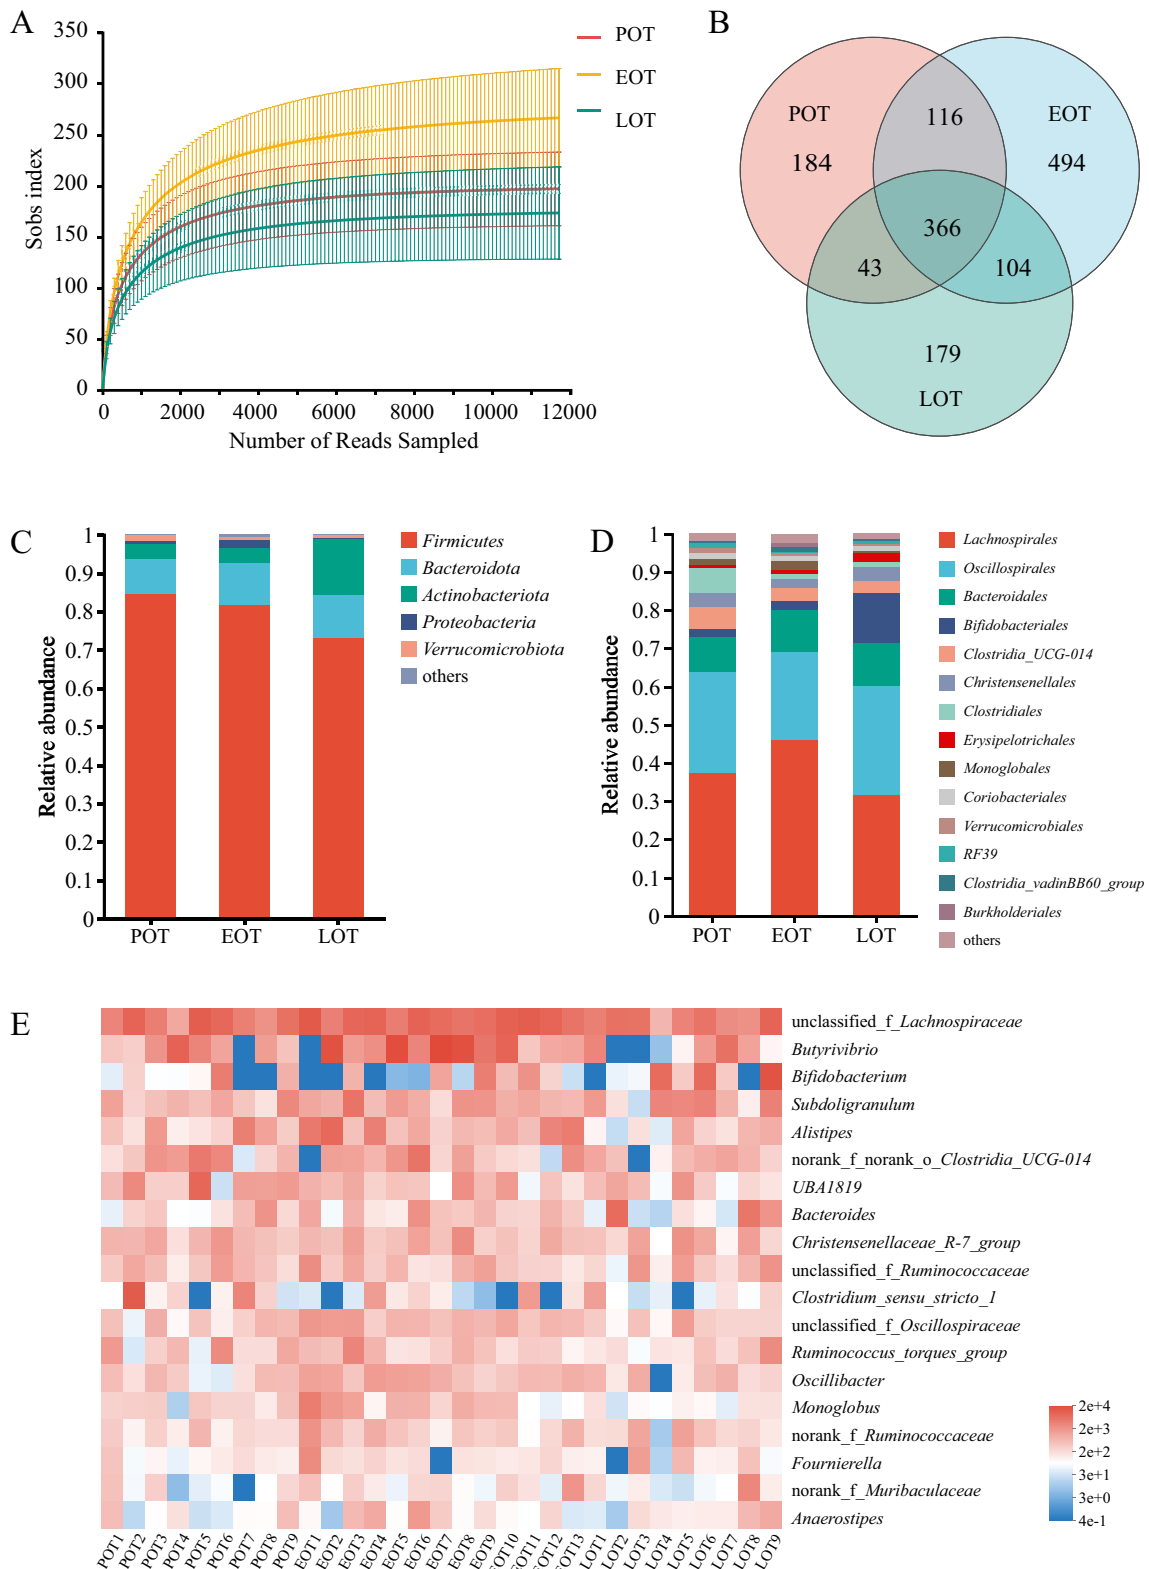 A
350
300
250
200
150
100
50
0
Sobs index
0 2000 4000 6000 8000 10000 12000
Number of Reads Sampled
POT
EOT
LOT
B
POT
184
116
EOT
494
366
43
104
179
LOT
C
1
0.9
0.8
0.7
0.6
0.5
0.4
0.3
0.2
0.1
0
Relative abundance
POT EOT LOT
Firmicutes
Bacteroidota
Actinobacteriota
Proteobacteria
Verrucomicrobiota
others
D
1
0.9
0.8
0.7
0.6
0.5
0.4
0.3
0.2
0.1
0
Relative abundance
POT EOT LOT
Lachnospirales
Oscillospirales
Bacteroidales
Bifidobacteriales
Clostridia_UCG-014
Christensenellales
Clostridiales
Erysipelotrichales
Monoglobales
Coriobacteriales
Verrucomicrobiales
RF39
Clostridia_vadinBB60_group
Burkholderiales
others
E
unclassified_f_Lachnospiraceae
Butyrivibrio
Bifidobacterium
Subdoligranulum
Alistipes
norank_f_norank_o_Clostridia_UCG-014
UBA1819
Bacteroides
Christensenellaceae_R-7_group
unclassified_f_Ruminococcaceae
Clostridium_sensu_stricto_1
unclassified_f_Oscillospiraceae
Ruminococcus_torques_group
Oscillibacter
Monoglobus
norank_f_Ruminococcaceae
Fournierella
norank_f_Muribaculaceae
Anaerostipes
2e+4
2e+3
2e+2
3e+1
3e+0
4e-1
POT1 POT2 POT3 POT4 POT5 POT6 POT7 POT8 POT9 EOT1 EOT2 EOT3 EOT4 EOT5 EOT6 EOT7 EOT8 EOT9 EOT10 EOT11 EOT12 EOT13 LOT1 LOT2 LOT3 LOT4 LOT5 LOT6 LOT7 LOT8 LOT9